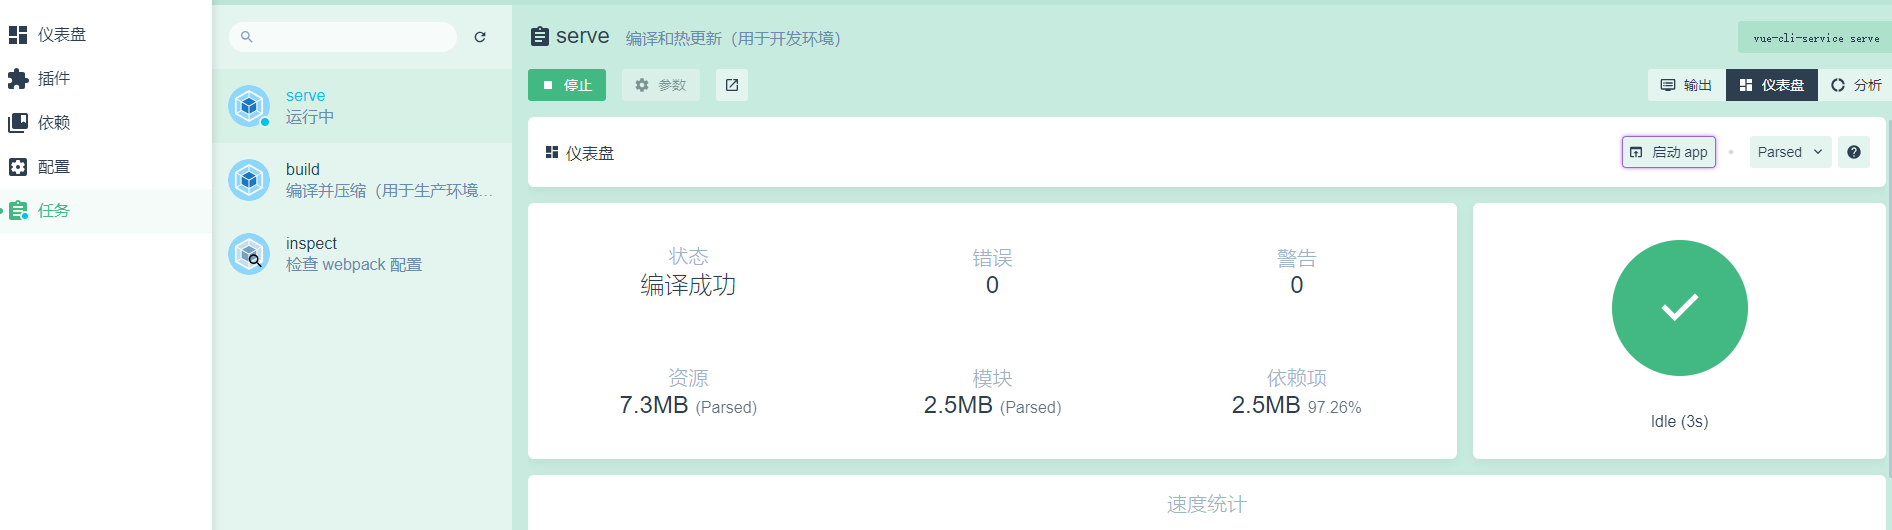 仪表盘
插件
依赖
配置
任务
serve
运行中
build
编译并压缩（用于生产环境...
inspect
检查 webpack 配置
serve 编译和热更新（用于开发环境）
vue-cli-service serve
停止 参数
输出 仪表盘 分析
仪表盘
启动 app Parsed
状态 错误 警告
编译成功 0 0
资源 模块 依赖项
7.3MB (Parsed) 2.5MB (Parsed) 2.5MB 97.26%
Idle (3s)
速度统计